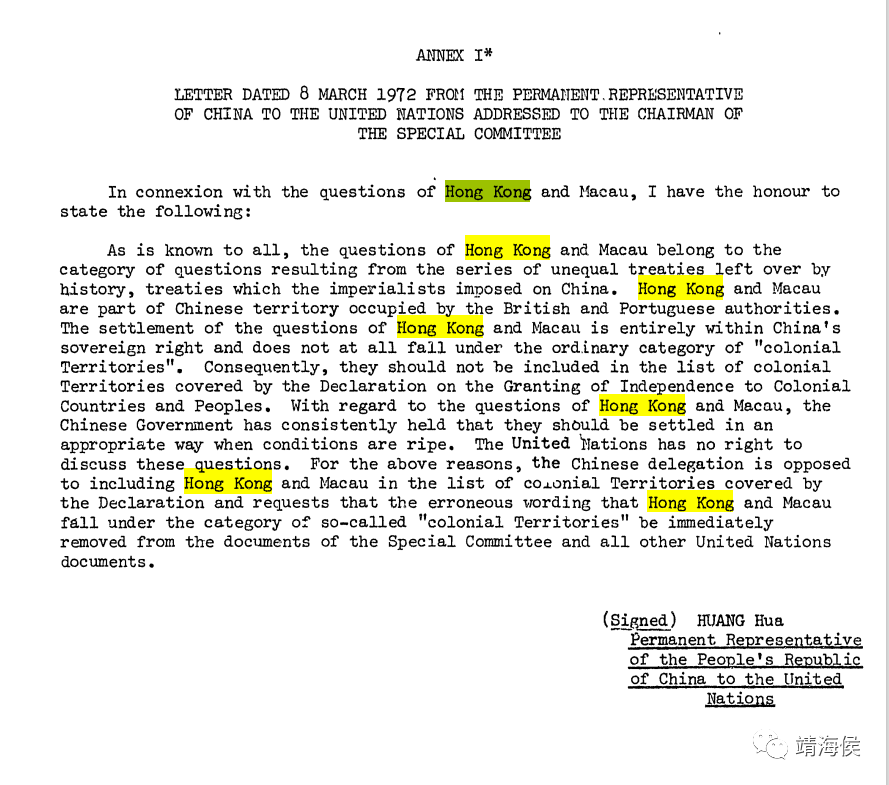 ANNEX I*
LETTER DATED 8 MARCH 1972 FROM THE PERMANENT REPRESENTATIVE
OF CHINA TO THE UNITED NATIONS ADDRESSED TO THE CHAIRMAN OF
THE SPECIAL COMMITTEE
In connexion with the questions of Hong Kong and Macau, I have the honour to
state the following:
As is known to all, the questions of Hong Kong and Macau belong to the
category of questions resulting from the series of unequal treaties left over by
history, treaties which the imperialists imposed on China. Hong Kong and Macau
are part of Chinese territory occupied by the British and Portuguese authorities.
The settlement of the questions of Hong Kong and Macau is entirely within China's
sovereign right and does not at all fall under the ordinary category of "colonial
Territories". Consequently, they should not be included in the list of colonial
Territories covered by the Declaration on the Granting of Independence to Colonial
Countries and Peoples. With regard to the questions of Hong Kong and Macau, the
Chinese Government has consistently held that they should be settled in an
appropriate way when conditions are ripe. The United Nations has no right to
discuss these questions. For the above reasons, the Chinese delegation is opposed
to including Hong Kong and Macau in the list of colonial Territories covered by
the Declaration and requests that the erroneous wording that Hong Kong and Macau
fall under the category of so-called "colonial Territories" be immediately
removed from the documents of the Special Committee and all other United Nations
documents.
(Signed) HUANG Hua
Permanent Representative
of the People's Republic
of China to the United
Nations
靖海侯